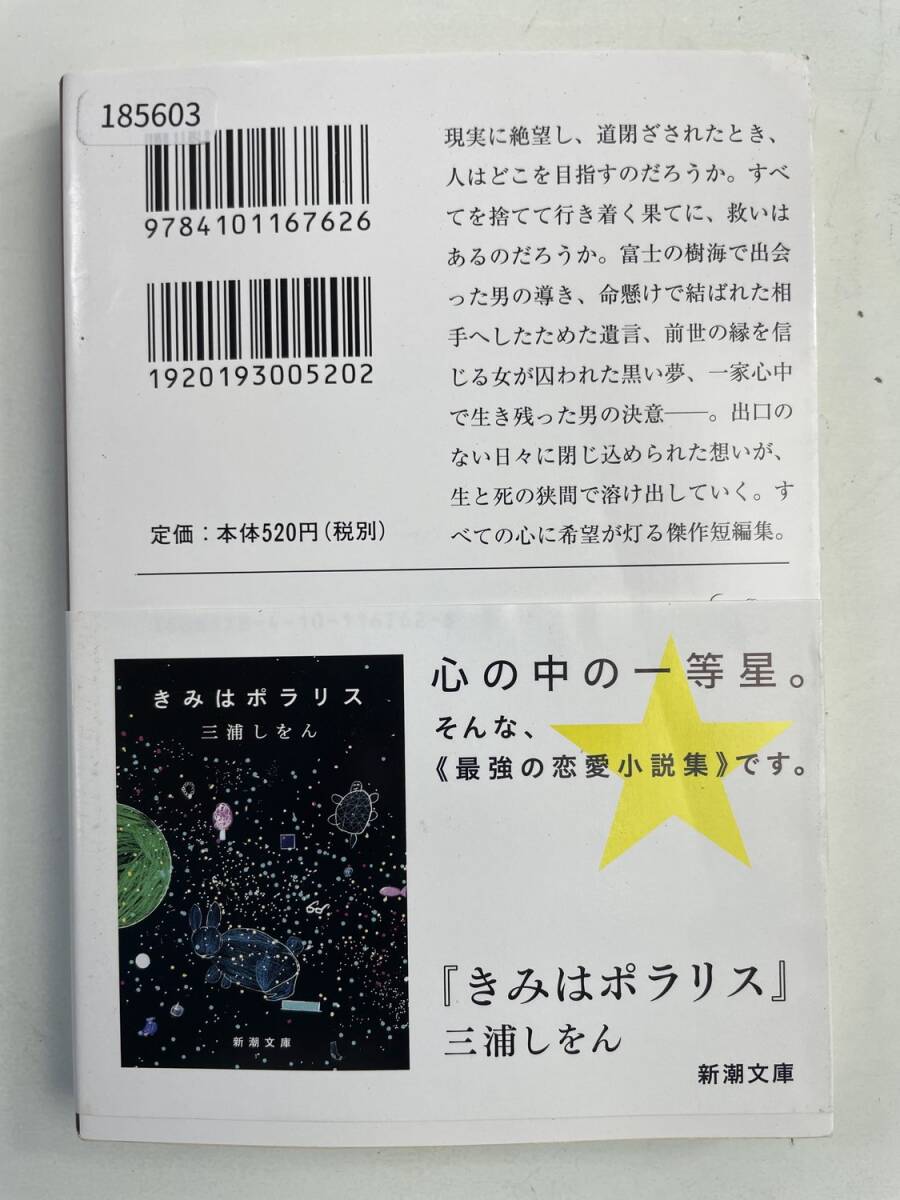 185603
9784101167626
1920193005202
定価：本体520円（税別）
現実に絶望し、道閉ざされたとき、
人はどこを目指すのだろうか。すべ
てを捨てて行き着く果てに、救いは
あるのだろうか。富士の樹海で出会
った男の導き、命懸けで結ばれた相
手へしたためた遺言、前世の縁を信
じる女が囚われた黒い夢、一家心中
で生き残った男の決意――。出口の
ない日々に閉じ込められた想いが、
生と死の狭間で溶け出していく。す
べての心に希望が灯る傑作短編集。
きみはポラリス
三浦しをん
新潮文庫
心の中の一等星。
そんな、
《最強の恋愛小説集》です。
『きみはポラリス』
三浦しをん
新潮文庫